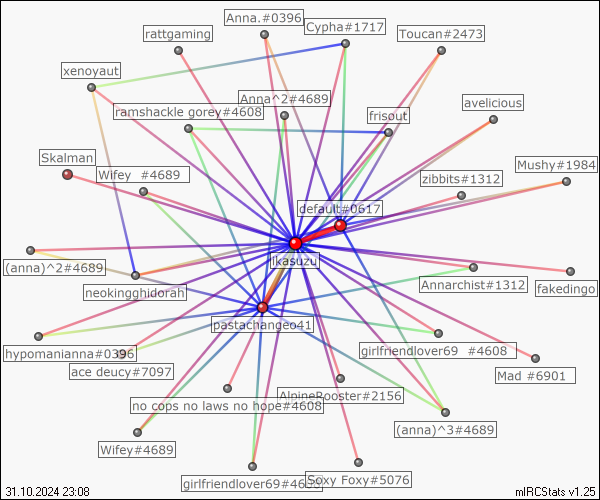 Anna.#0396
rattgaming
Cypha#1717
Toucan#2473
xenoyaut
Anna^2#4689
avelicious
ramshackle gorey#4608
frisout
Skalman
Mushy#1984
Wifey   #4689
zibbits#1312
default#0617
Ikasuzu
(anna)^2#4689
Annarchist#1312
fakedingo
neokingghidorah
pastachangeo41
hypomanianna#0396
girlfriendlover69   #4608
ace deucy#7097
Mad #6901
AlpineRooster#2156
no cops no laws no hope#4608
(anna)^3#4689
Wifey#4689
Soxy Foxy#5076
31.10.2024 23:08
mIRCStats v1.25